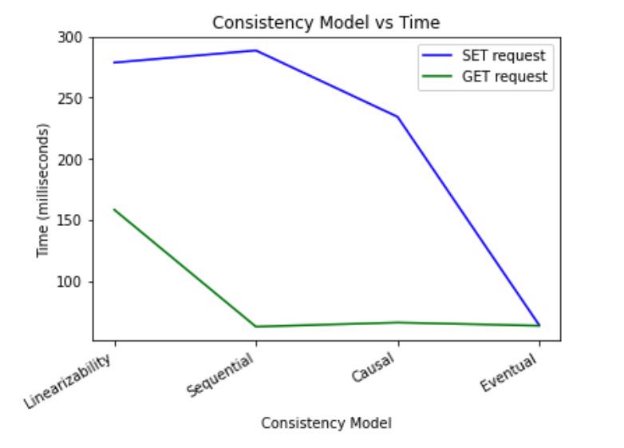 Consistency Model vs Time
300
250
200
150
100
Time (milliseconds)
SET request
GET request
Linearizability
Sequential
Causal
Eventual
Consistency Model